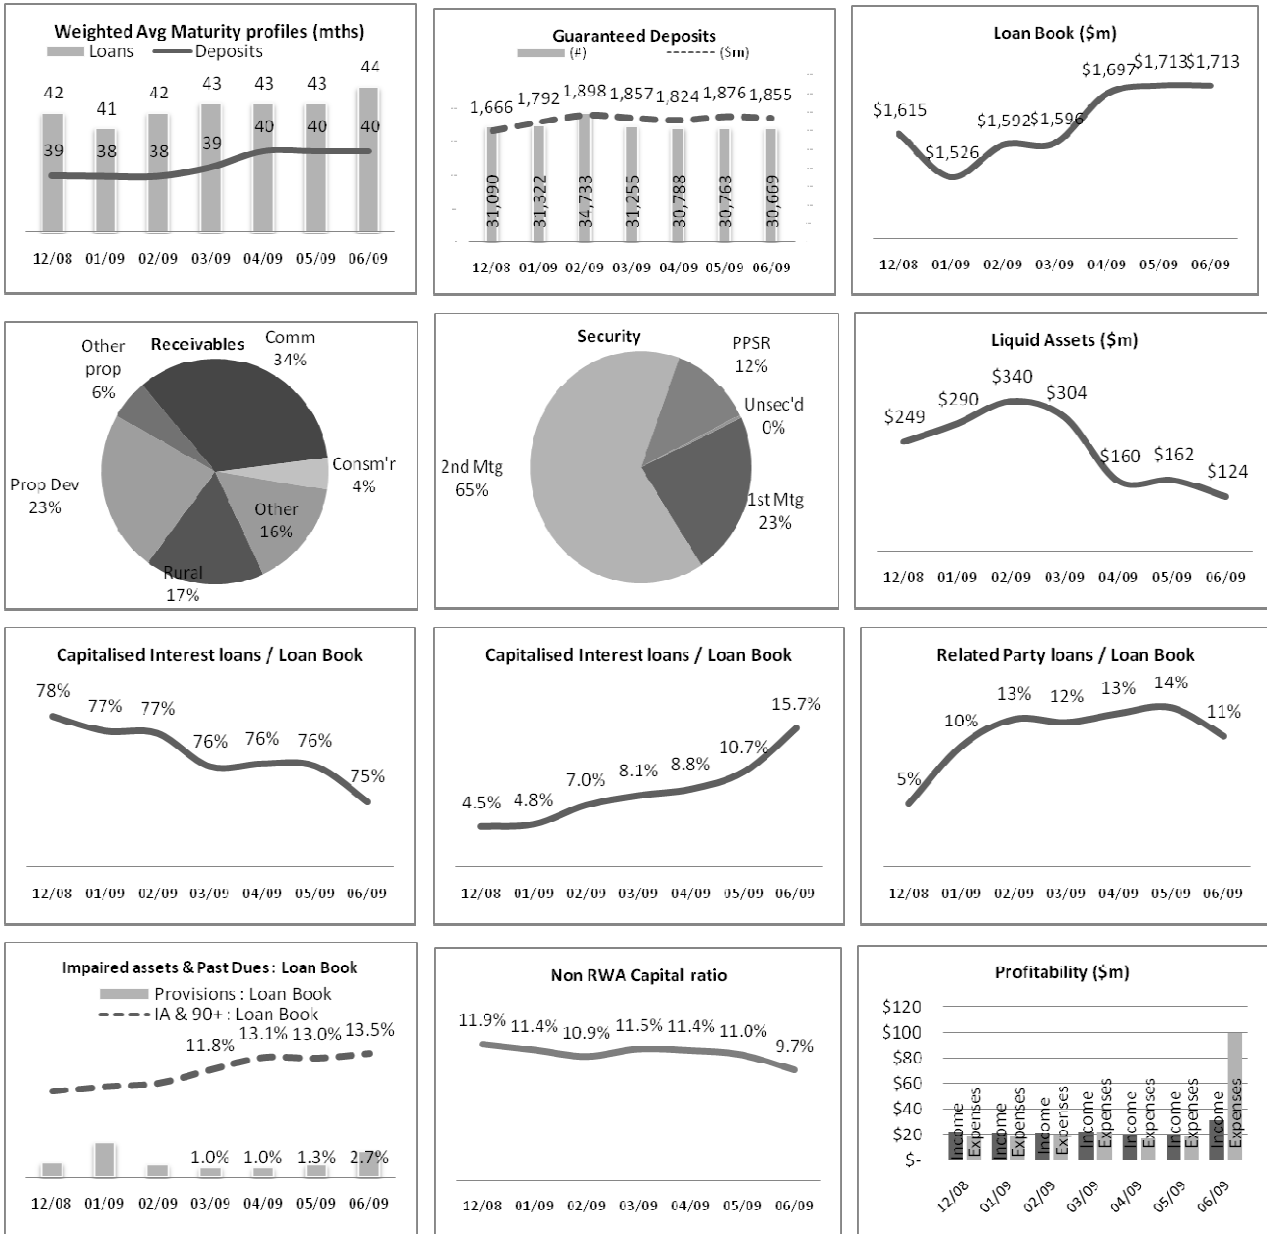 Weighted Avg Maturity profiles (mths)
Loans Deposits
42 41 42 43 43 43 44
39 38 38 39 40 40 40
12/08 01/09 02/09 03/09 04/09 05/09 06/09
Guaranteed Deposits
(#) ($m)
1,666 1,792 1,898 1,857 1,824 1,876 1,855
31,090 31,322 34,733 31,255 30,788 30,763 30,669
12/08 01/09 02/09 03/09 04/09 05/09 06/09
Loan Book ($m)
$1,615 $1,526 $1,592 $1,596 $1,697 $1,713 $1,713
12/08 01/09 02/09 03/09 04/09 05/09 06/09
Receivables
Comm
34%
Consm'r
4%
Other
16%
Rural
17%
Prop Dev
23%
Other
prop
6%
Security
PPSR
12%
Unsec'd
0%
1st Mtg
23%
2nd Mtg
65%
Liquid Assets ($m)
$249 $290 $340 $304 $160 $162 $124
12/08 01/09 02/09 03/09 04/09 05/09 06/09
Capitalised Interest loans / Loan Book
78% 77% 77% 76% 76% 76% 75%
12/08 01/09 02/09 03/09 04/09 05/09 06/09
Capitalised Interest loans / Loan Book
4.5% 4.8% 7.0% 8.1% 8.8% 10.7% 15.7%
12/08 01/09 02/09 03/09 04/09 05/09 06/09
Related Party loans / Loan Book
5% 10% 13% 12% 13% 14% 11%
12/08 01/09 02/09 03/09 04/09 05/09 06/09
Impaired assets & Past Dues : Loan Book
Provisions : Loan Book
IA & 90+ : Loan Book
11.8% 13.1% 13.0% 13.5%
1.0% 1.0% 1.3% 2.7%
12/08 01/09 02/09 03/09 04/09 05/09 06/09
Non RWA Capital ratio
11.9% 11.4% 10.9% 11.5% 11.4% 11.0% 9.7%
12/08 01/09 02/09 03/09 04/09 05/09 06/09
Profitability ($m)
$120
$100
$80
$60
$40
$20
$-
Income Expenses Income Expenses Income Expenses Income Expenses Income Expenses Income Expenses Income Expenses
12/08 01/09 02/09 03/09 04/09 05/09 06/09